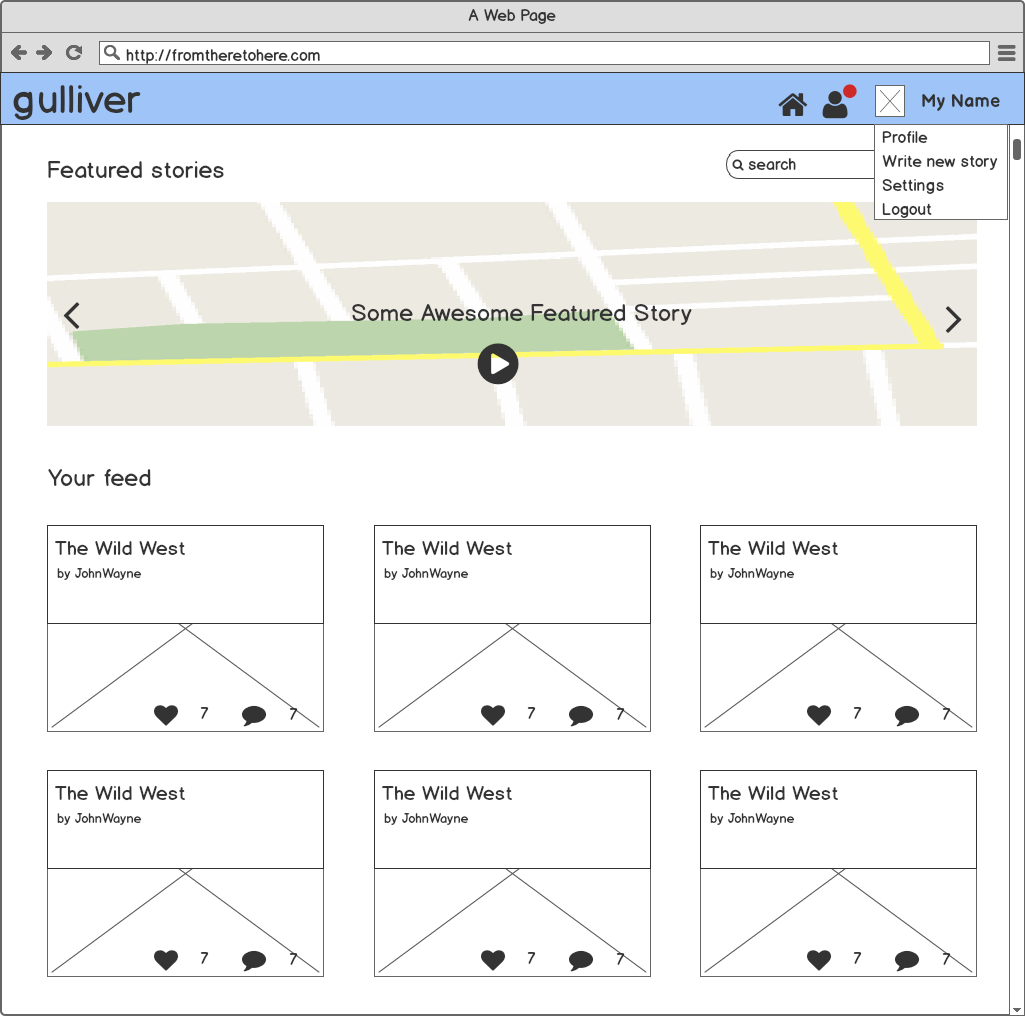 A Web Page
http://fromtheretohere.com
gulliver
My Name
Profile
Write new story
Settings
Logout
Featured stories
search
Some Awesome Featured Story
Your feed
The Wild West
by JohnWayne
7
7
The Wild West
by JohnWayne
7
7
The Wild West
by JohnWayne
7
7
The Wild West
by JohnWayne
7
7
The Wild West
by JohnWayne
7
7
The Wild West
by JohnWayne
7
7